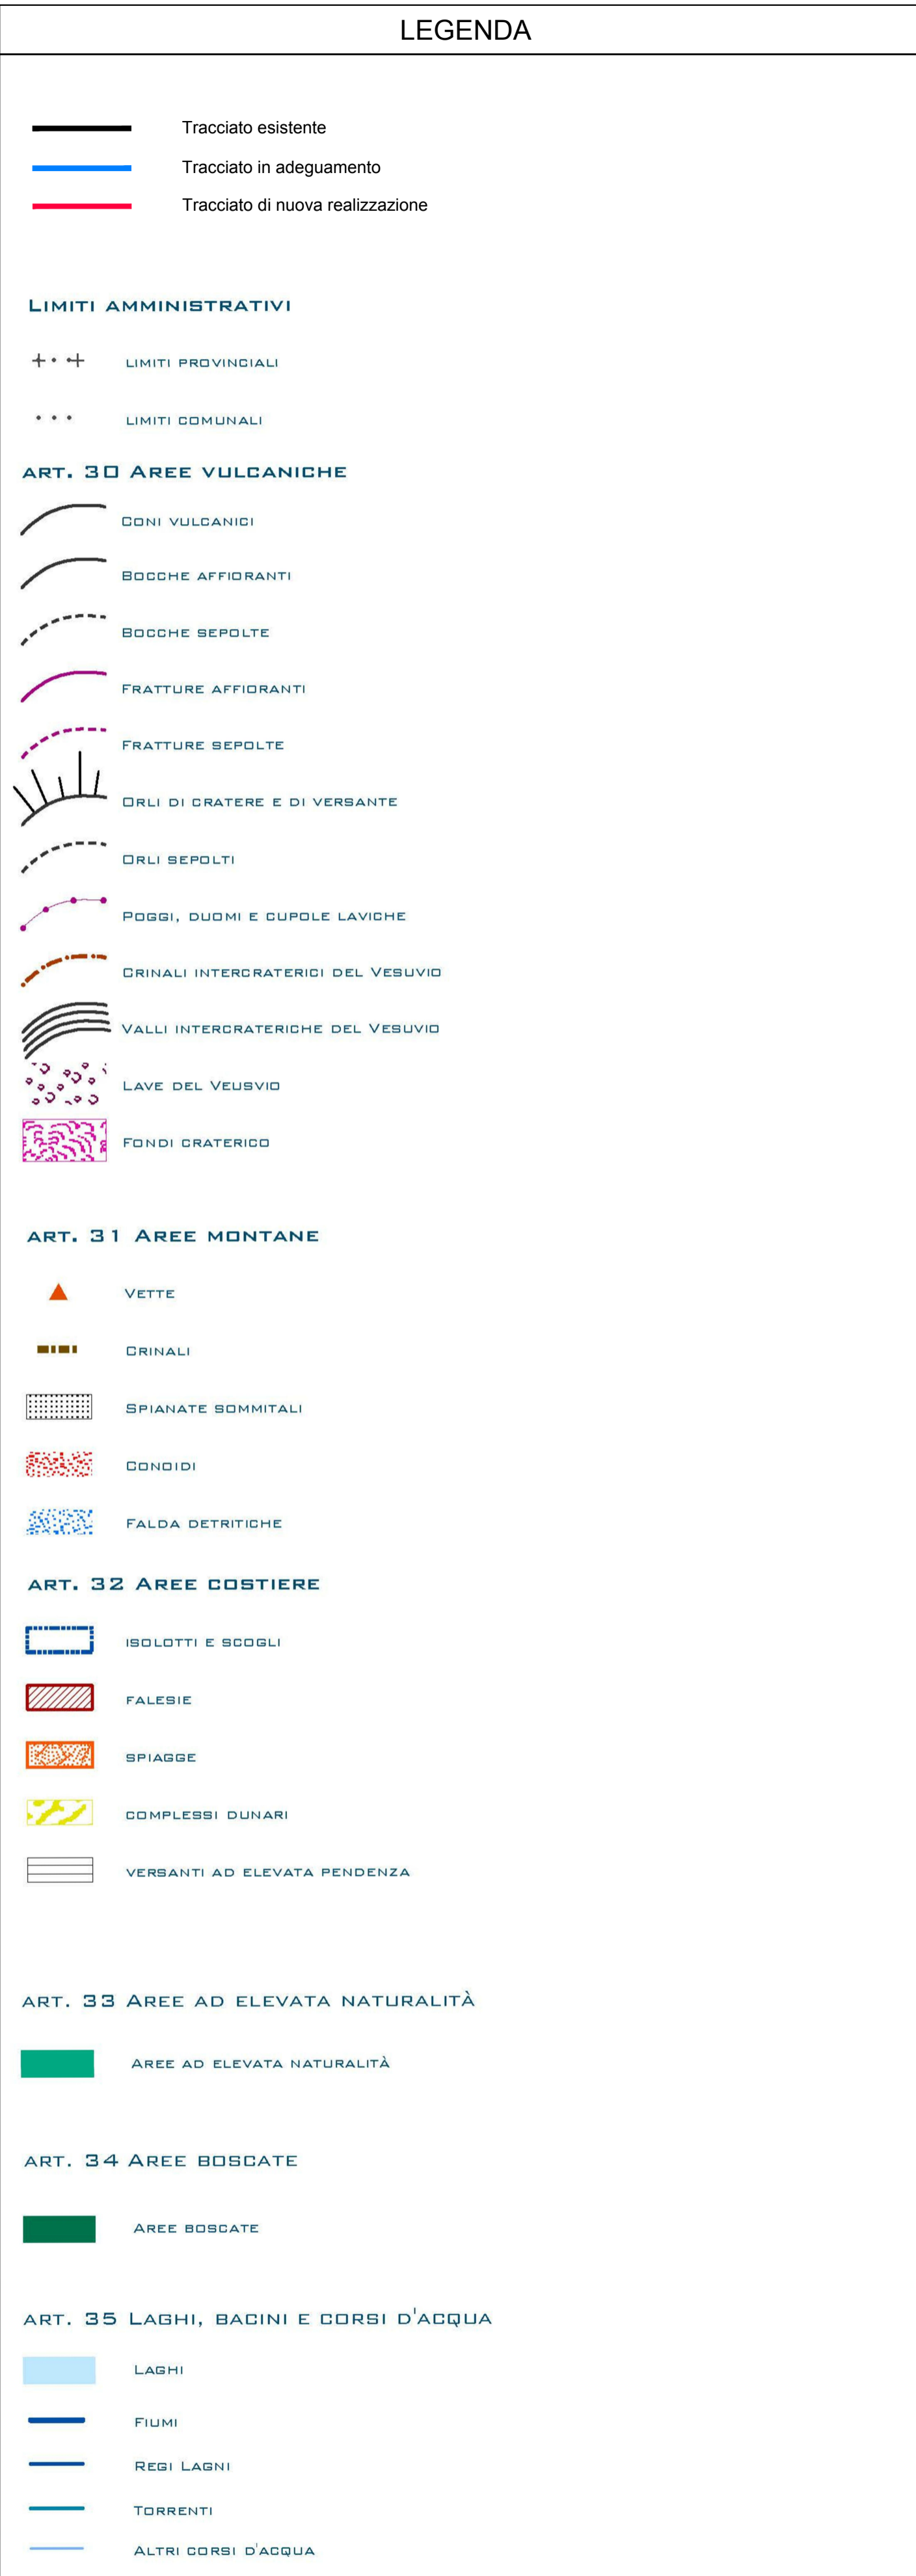 LEGENDA
Tracciato esistente
Tracciato in adeguamento
Tracciato di nuova realizzazione
LIMITI AMMINISTRATIVI
LIMITI PROVINCIALI
LIMITI COMUNALI
ART. 30 AREE VULCANICHE
CONI VULCANICI
BOCCHE AFFIORANTI
BOCCHE SEPOLTE
FRATTURE AFFIORANTI
FRATTURE SEPOLTE
ORLI DI CRATERE E DI VERSANTE
ORLI SEPOLTI
POGGI, DUOMI E CUPOLE LAVICHE
CRINALI INTERCRATERICI DEL VESUVIO
VALLI INTERCRATERICHE DEL VESUVIO
LAVE DEL VEUSVIO
FONDI CRATERICO
ART. 31 AREE MONTANE
VETTE
CRINALI
SPIANATE SOMMITALI
CONOIDI
FALDA DETRITICHE
ART. 32 AREE COSTIERE
ISOLOTTI E SCOGLI
FALESIE
SPIAGGE
COMPLESSI DUNARI
VERSANTI AD ELEVATA PENDENZA
ART. 33 AREE AD ELEVATA NATURALITÀ
AREE AD ELEVATA NATURALITÀ
ART. 34 AREE BOSCATE
AREE BOSCATE
ART. 35 LAGHI, BACINI E CORSI D'ACQUA
LAGHI
FIUMI
REGI LAGNI
TORRENTI
ALTRI CORSI D'ACQUA